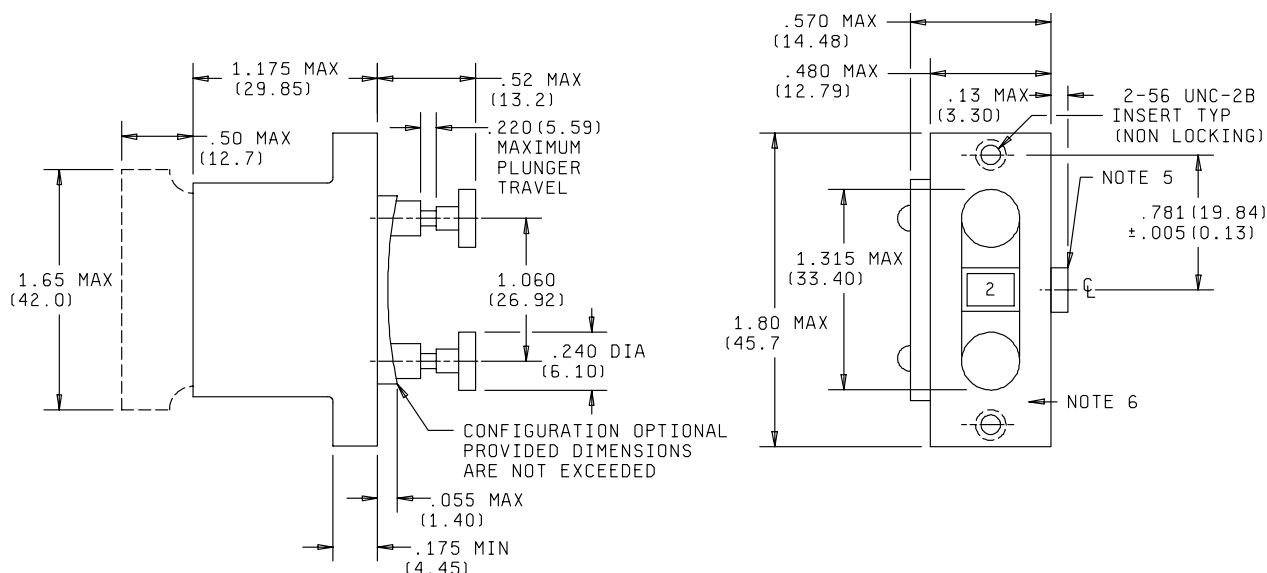 1.175 MAX
(29.85)
.52 MAX
(13.2)
.50 MAX
(12.7)
.220(5.59)
MAXIMUM
PLUNGER
TRAVEL
1.65 MAX
(42.0)
1.060
(26.92)
.240 DIA
(6.10)
CONFIGURATION OPTIONAL
PROVIDED DIMENSIONS
ARE NOT EXCEEDED
.055 MAX
(1.40)
.175 MIN
(4.45)
.570 MAX
(14.48)
.480 MAX
(12.79)
.13 MAX
(3.30)
2-56 UNC-2B
INSERT TYP
(NON LOCKING)
NOTE 5
.781(19.84)
±.005(0.13)
1.315 MAX
(33.40)
2
℄
1.80 MAX
(45.7
NOTE 6